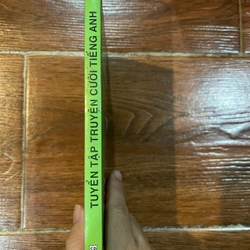 TUYỂN TẬP TRUYỆN CƯỜI TIẾNG ANH